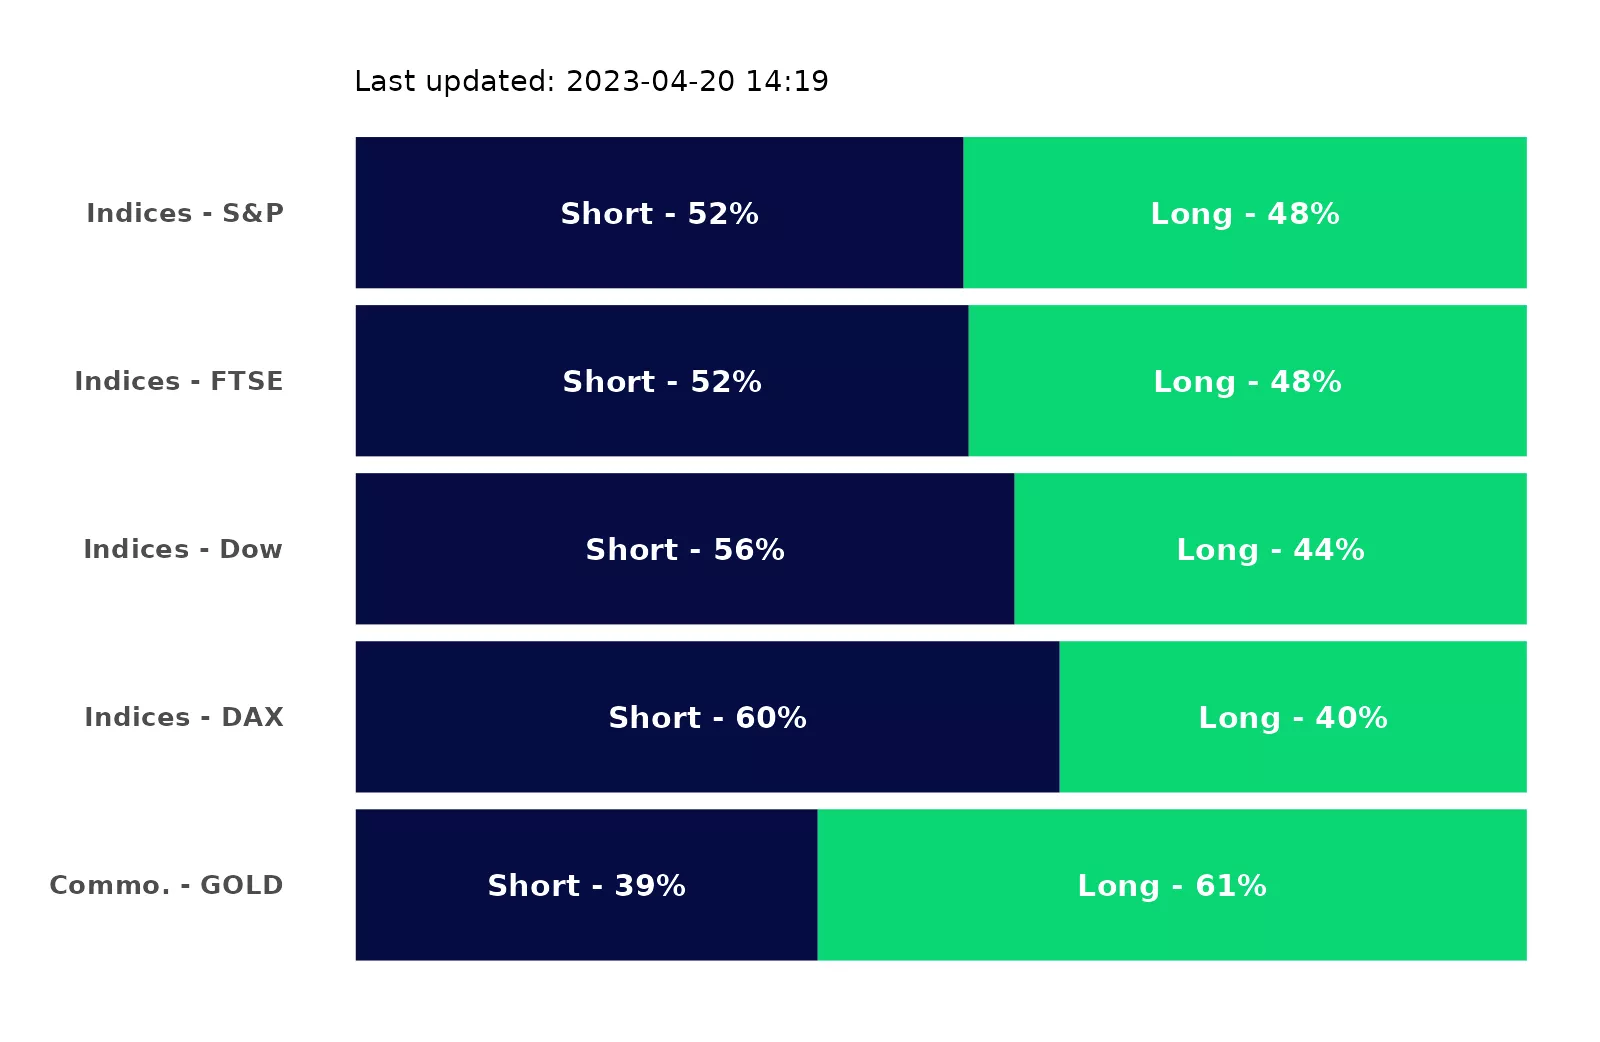 Last updated: 2023-04-20 14:19
Indices - S&P Short - 52% Long - 48%
Indices - FTSE Short - 52% Long - 48%
Indices - Dow Short - 56% Long - 44%
Indices - DAX Short - 60% Long - 40%
Commo. - GOLD Short - 39% Long - 61%